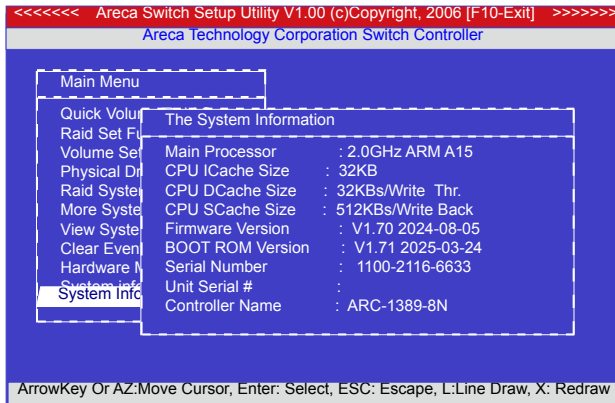 <<<<<<< Areca Switch Setup Utility V1.00 (c)Copyright, 2006 [F10-Exit] >>>>>>>
Areca Technology Corporation Switch Controller
Main Menu
Quick Volu
Raid Set Fu
Volume Set
Physical Dr
Raid System
More Syste
View Syste
Clear Even
Hardware M
System info
System Info
The System Information
Main Processor : 2.0GHz ARM A15
CPU ICache Size : 32KB
CPU DCache Size : 32KBs/Write Thr.
CPU SCache Size : 512KBs/Write Back
Firmware Version : V1.70 2024-08-05
BOOT ROM Version : V1.71 2025-03-24
Serial Number : 1100-2116-6633
Unit Serial # :
Controller Name : ARC-1389-8N
ArrowKey Or AZ:Move Cursor, Enter: Select, ESC: Escape, L:Line Draw, X: Redraw